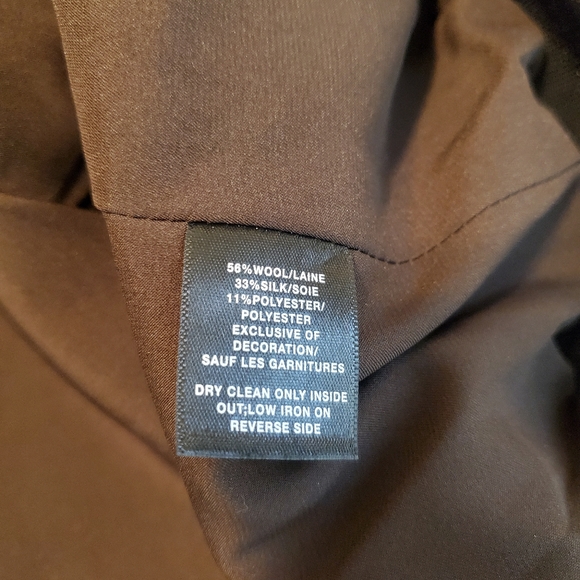 56%WOOL/LAINE
33%SILK/SOIE
11%POLYESTER/
POLYESTER
EXCLUSIVE OF
DECORATION/
SAUF LES GARNITURES
DRY CLEAN ONLY INSIDE
OUT;LOW IRON ON
REVERSE SIDE